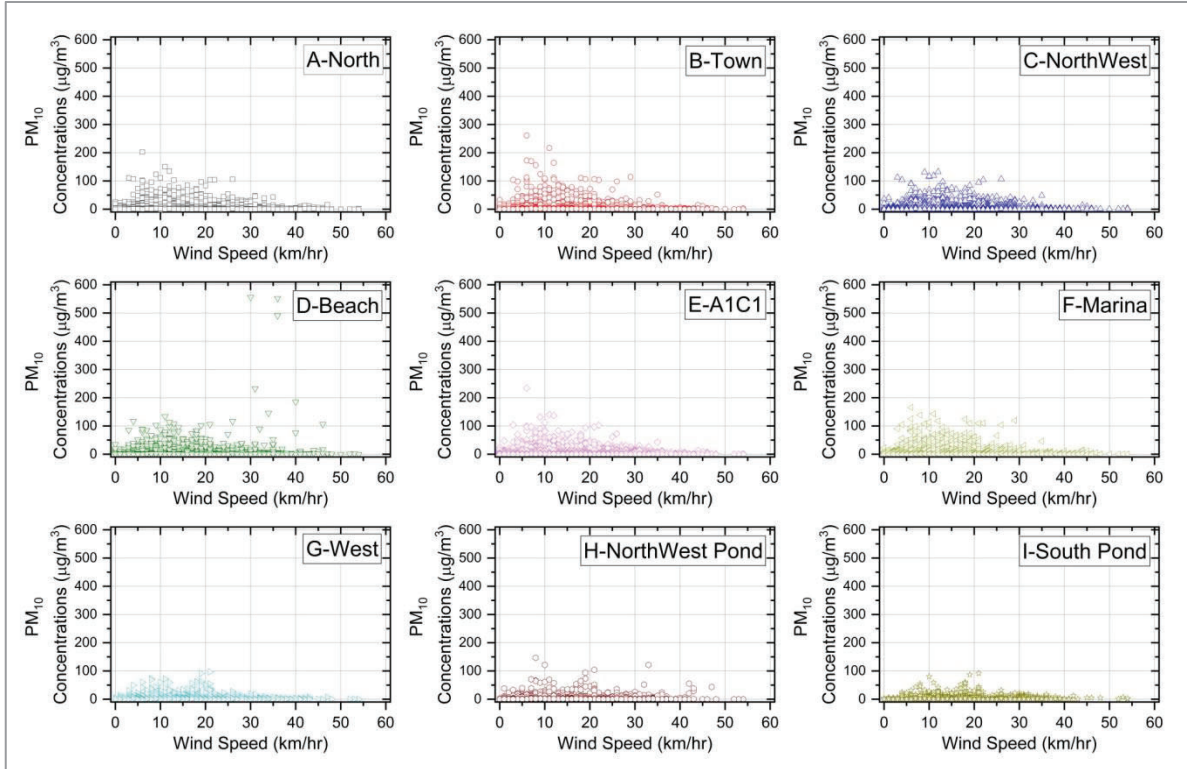 PM₁₀
Concentrations (µg/m³)
600
500
400
300
200
100
0
A-North
0 10 20 30 40 50 60
Wind Speed (km/hr)
PM₁₀
Concentrations (µg/m³)
600
500
400
300
200
100
0
B-Town
0 10 20 30 40 50 60
Wind Speed (km/hr)
PM₁₀
Concentrations (µg/m³)
600
500
400
300
200
100
0
C-NorthWest
0 10 20 30 40 50 60
Wind Speed (km/hr)
PM₁₀
Concentrations (µg/m³)
600
500
400
300
200
100
0
D-Beach
0 10 20 30 40 50 60
Wind Speed (km/hr)
PM₁₀
Concentrations (µg/m³)
600
500
400
300
200
100
0
E-A1C1
0 10 20 30 40 50 60
Wind Speed (km/hr)
PM₁₀
Concentrations (µg/m³)
600
500
400
300
200
100
0
F-Marina
0 10 20 30 40 50 60
Wind Speed (km/hr)
PM₁₀
Concentrations (µg/m³)
600
500
400
300
200
100
0
G-West
0 10 20 30 40 50 60
Wind Speed (km/hr)
PM₁₀
Concentrations (µg/m³)
600
500
400
300
200
100
0
H-NorthWest Pond
0 10 20 30 40 50 60
Wind Speed (km/hr)
PM₁₀
Concentrations (µg/m³)
600
500
400
300
200
100
0
I-South Pond
0 10 20 30 40 50 60
Wind Speed (km/hr)